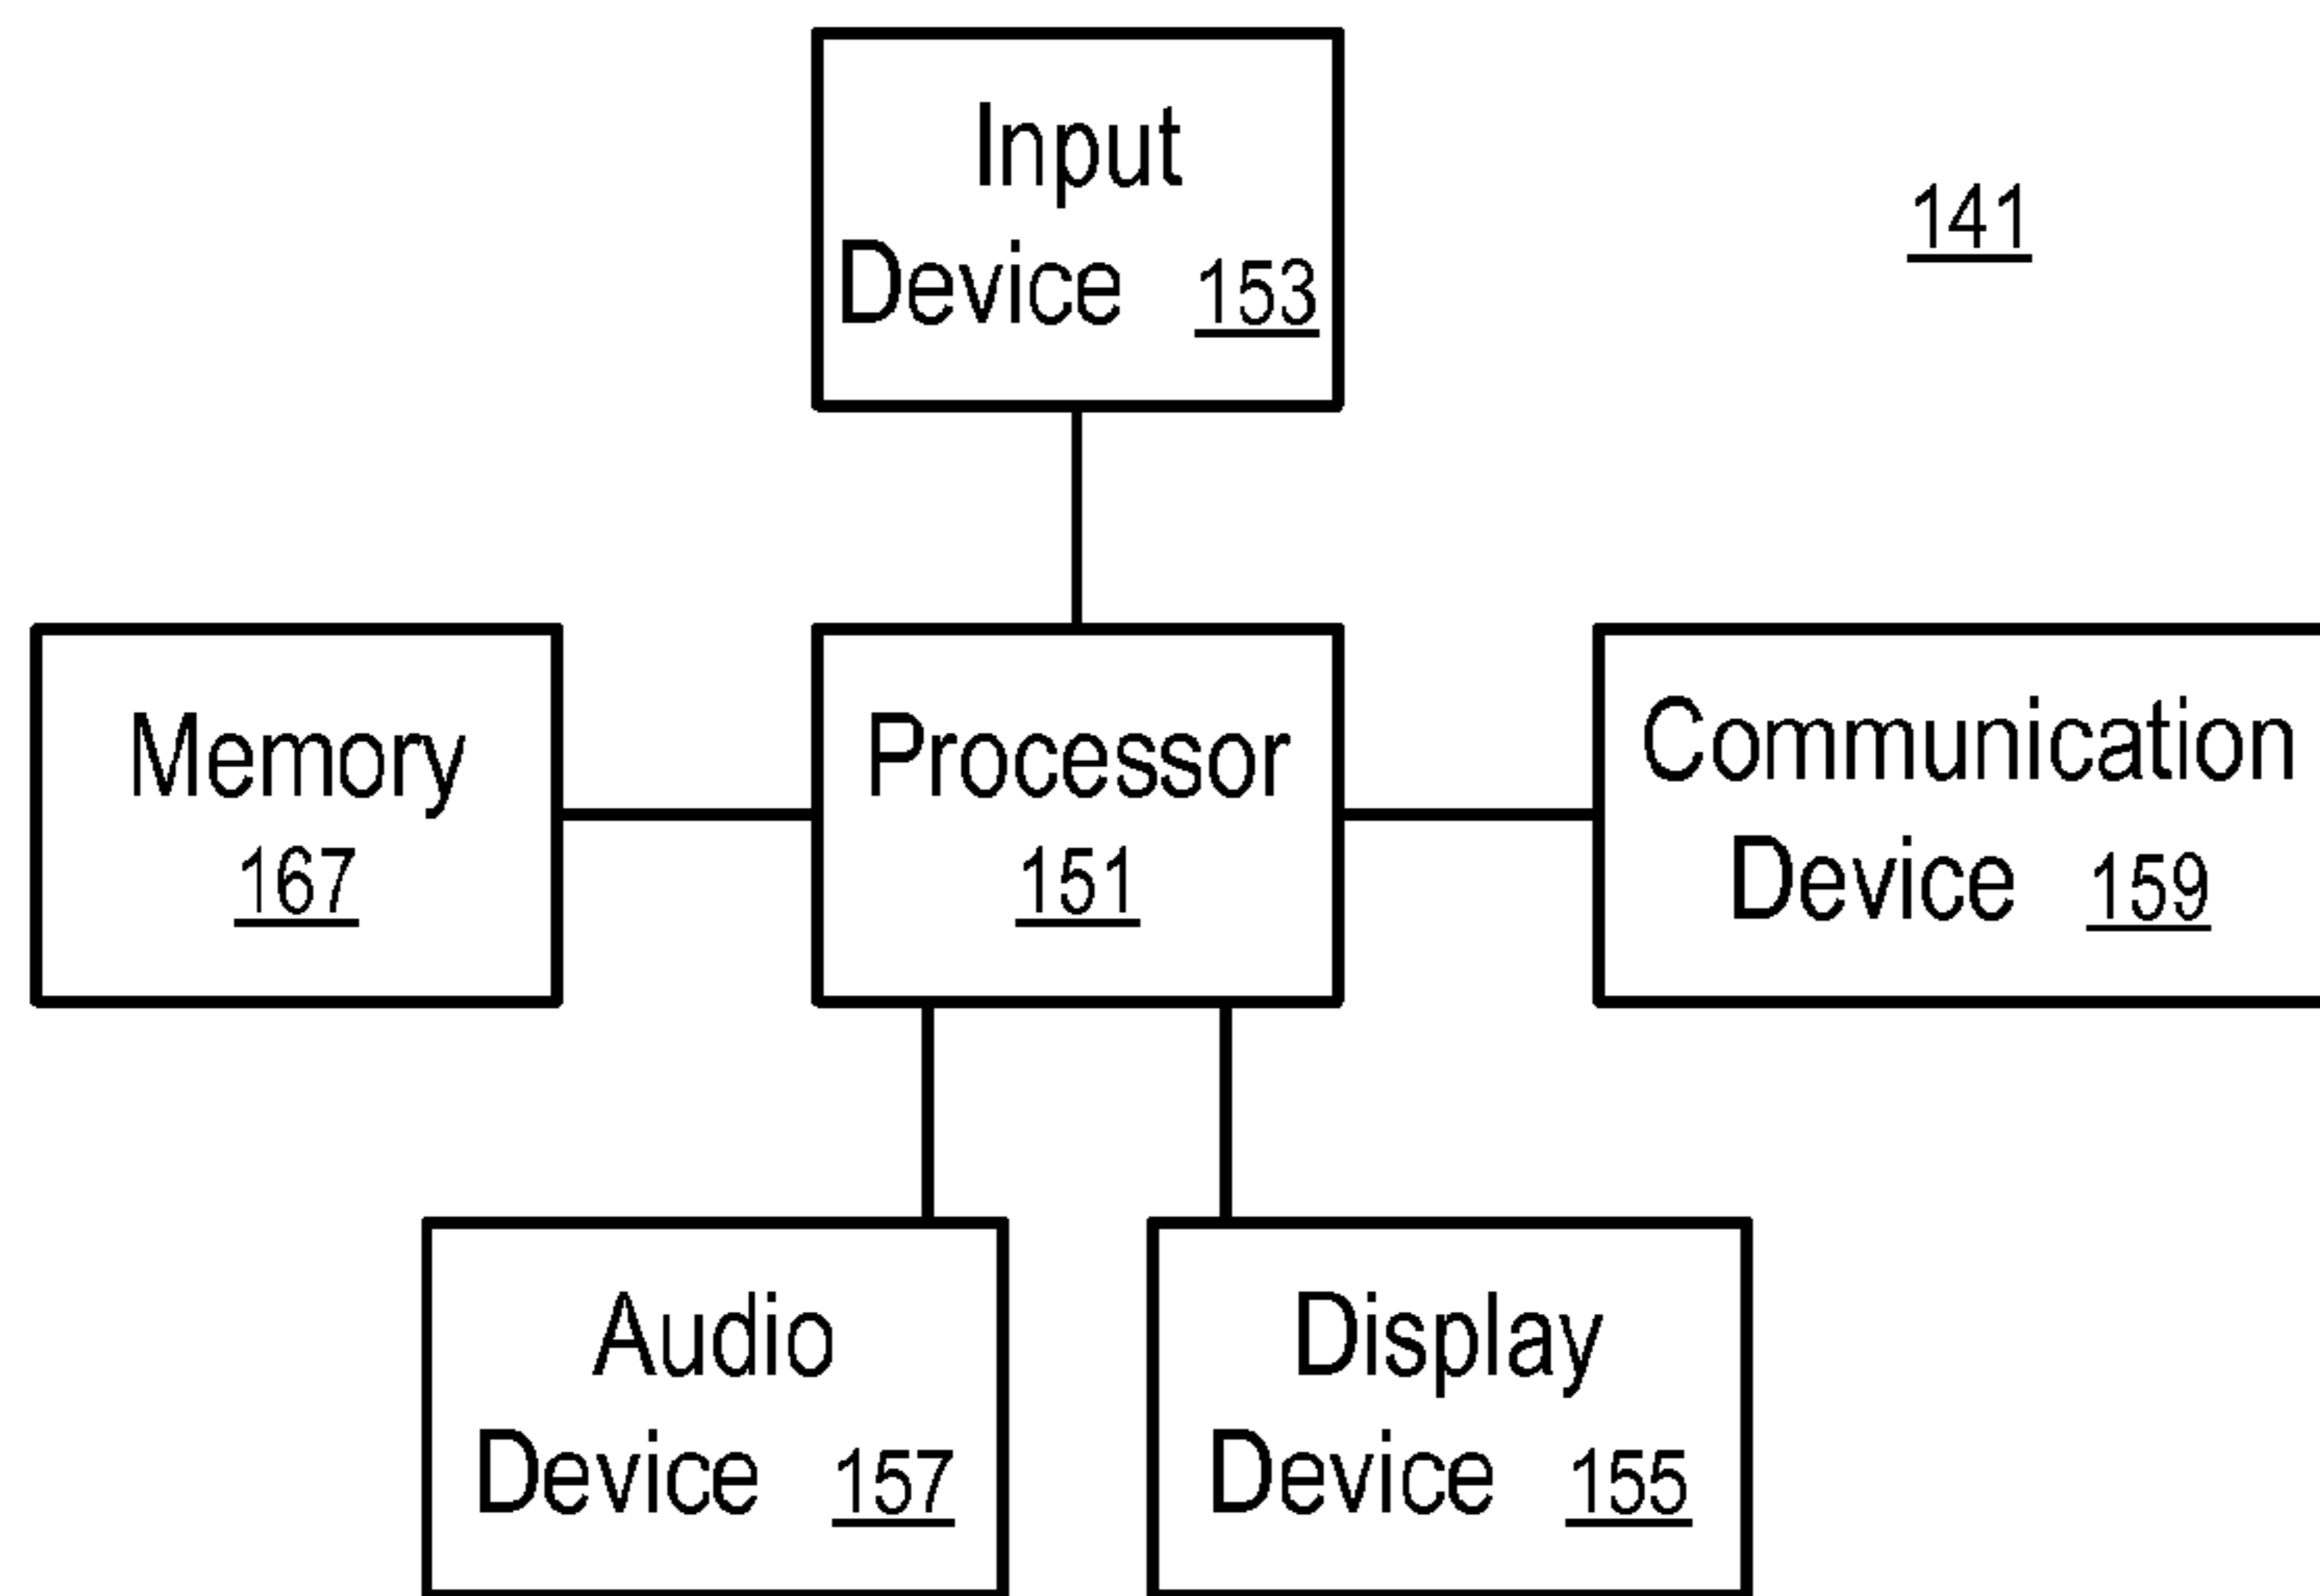 Input
Device 153
141
Memory
167
Processor
151
Communication
Device 159
Audio
Device 157
Display
Device 155